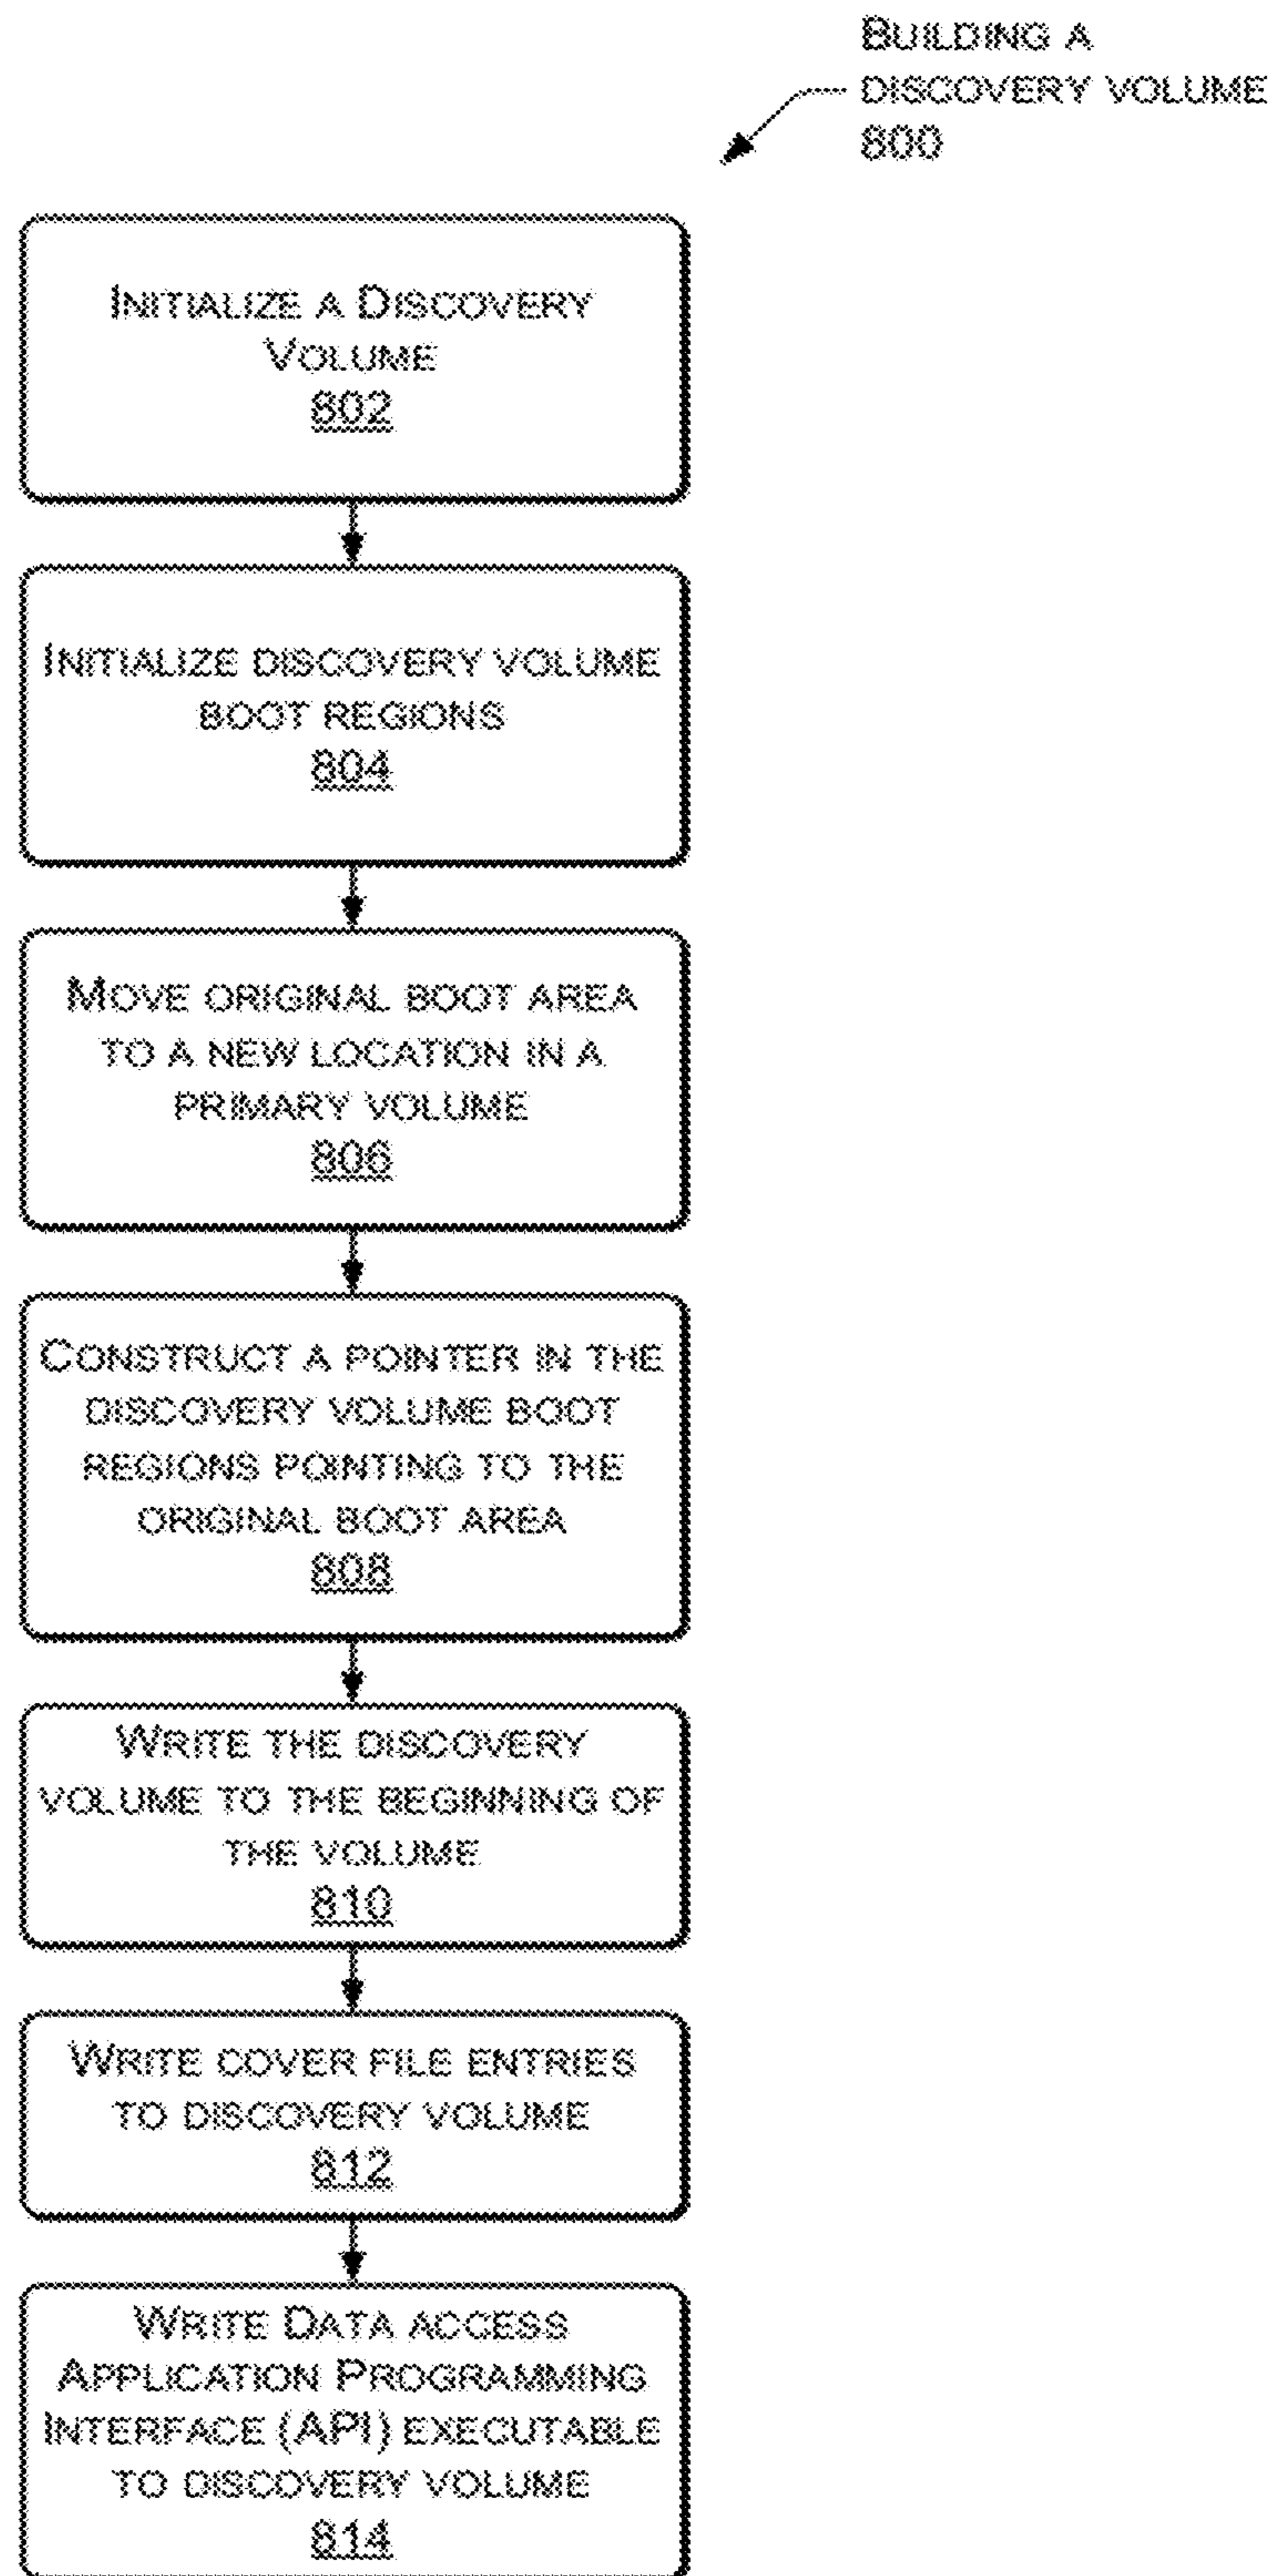 BUILDING A
DISCOVERY VOLUME
800
INITIALIZE A DISCOVERY
VOLUME
802
INITIALIZE DISCOVERY VOLUME
BOOT REGIONS
804
MOVE ORIGINAL BOOT AREA
TO A NEW LOCATION IN A
PRIMARY VOLUME
806
CONSTRUCT A POINTER IN THE
DISCOVERY VOLUME BOOT
REGIONS POINTING TO THE
ORIGINAL BOOT AREA
808
WRITE THE DISCOVERY
VOLUME TO THE BEGINNING OF
THE VOLUME
810
WRITE COVER FILE ENTRIES
TO DISCOVERY VOLUME
812
WRITE DATA ACCESS
APPLICATION PROGRAMMING
INTERFACE (API) EXECUTABLE
TO DISCOVERY VOLUME
814